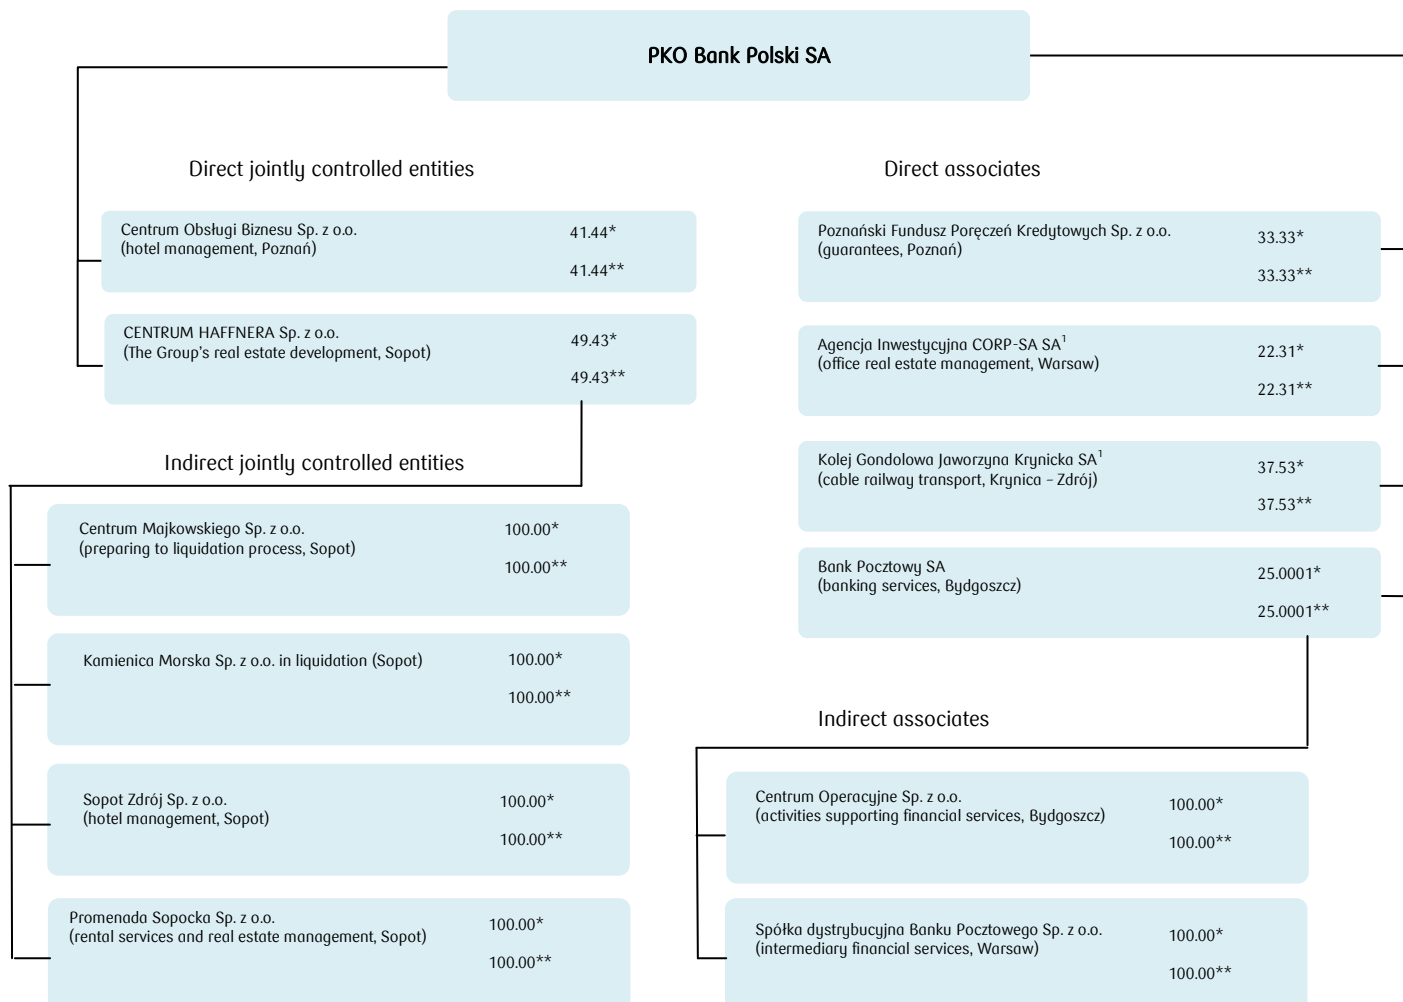 PKO Bank Polski SA
Direct jointly controlled entities
Centrum Obsługi Biznesu Sp. z o.o.
(hotel management, Poznań)
41.44*
41.44**
CENTRUM HAFFNERA Sp. z o.o.
(The Group's real estate development, Sopot)
49.43*
49.43**
Indirect jointly controlled entities
Centrum Majkowskiego Sp. z o.o.
(preparing to liquidation process, Sopot)
100.00*
100.00**
Kamienica Morska Sp. z o.o. in liquidation (Sopot)
100.00*
100.00**
Sopot Zdrój Sp. z o.o.
(hotel management, Sopot)
100.00*
100.00**
Promenada Sopocka Sp. z o.o.
(rental services and real estate management, Sopot)
100.00*
100.00**
Direct associates
Poznański Fundusz Poręczeń Kredytowych Sp. z o.o.
(guarantees, Poznań)
33.33*
33.33**
Agencja Inwestycyjna CORP-SA SA¹
(office real estate management, Warsaw)
22.31*
22.31**
Kolej Gondolowa Jaworzyna Krynicka SA¹
(cable railway transport, Krynica – Zdrój)
37.53*
37.53**
Bank Pocztowy SA
(banking services, Bydgoszcz)
25.0001*
25.0001**
Indirect associates
Centrum Operacyjne Sp. z o.o.
(activities supporting financial services, Bydgoszcz)
100.00*
100.00**
Spółka dystrybucyjna Banku Pocztowego Sp. z o.o.
(intermediary financial services, Warsaw)
100.00*
100.00**